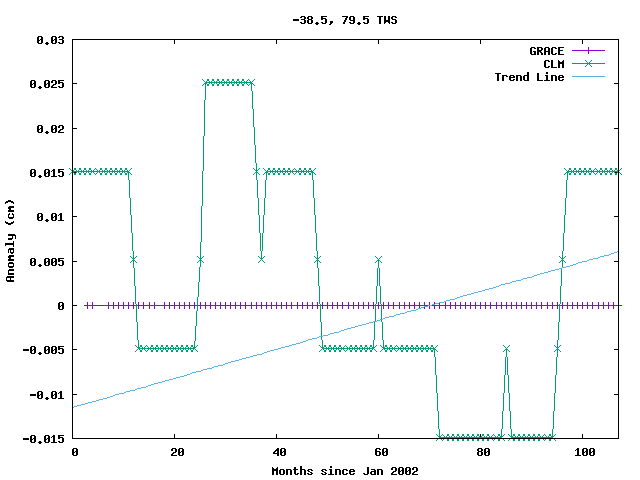 -38.5, 79.5 TWS
0.03
0.025
0.02
0.015
0.01
0.005
0
-0.005
-0.01
-0.015
Anomaly (cm)
GRACE
CLM
Trend Line
0 20 40 60 80 100
Months since Jan 2002